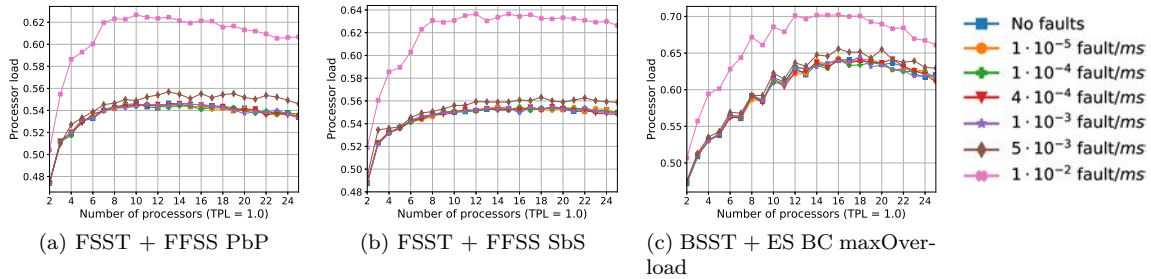 Processor load
0.62
0.60
0.58
0.56
0.54
0.52
0.50
0.48
2 4 6 8 10 12 14 16 18 20 22 24
Number of processors (TPL = 1.0)
(a) FSST + FFSS PbP
Processor load
0.64
0.62
0.60
0.58
0.56
0.54
0.52
0.50
0.48
2 4 6 8 10 12 14 16 18 20 22 24
Number of processors (TPL = 1.0)
(b) FSST + FFSS SbS
Processor load
0.70
0.65
0.60
0.55
0.50
2 4 6 8 10 12 14 16 18 20 22 24
Number of processors (TPL = 1.0)
(c) BSST + ES BC maxOver-
load
No faults
1 · 10⁻⁵ fault/ms
1 · 10⁻⁴ fault/ms
4 · 10⁻⁴ fault/ms
1 · 10⁻³ fault/ms
5 · 10⁻³ fault/ms
1 · 10⁻² fault/ms